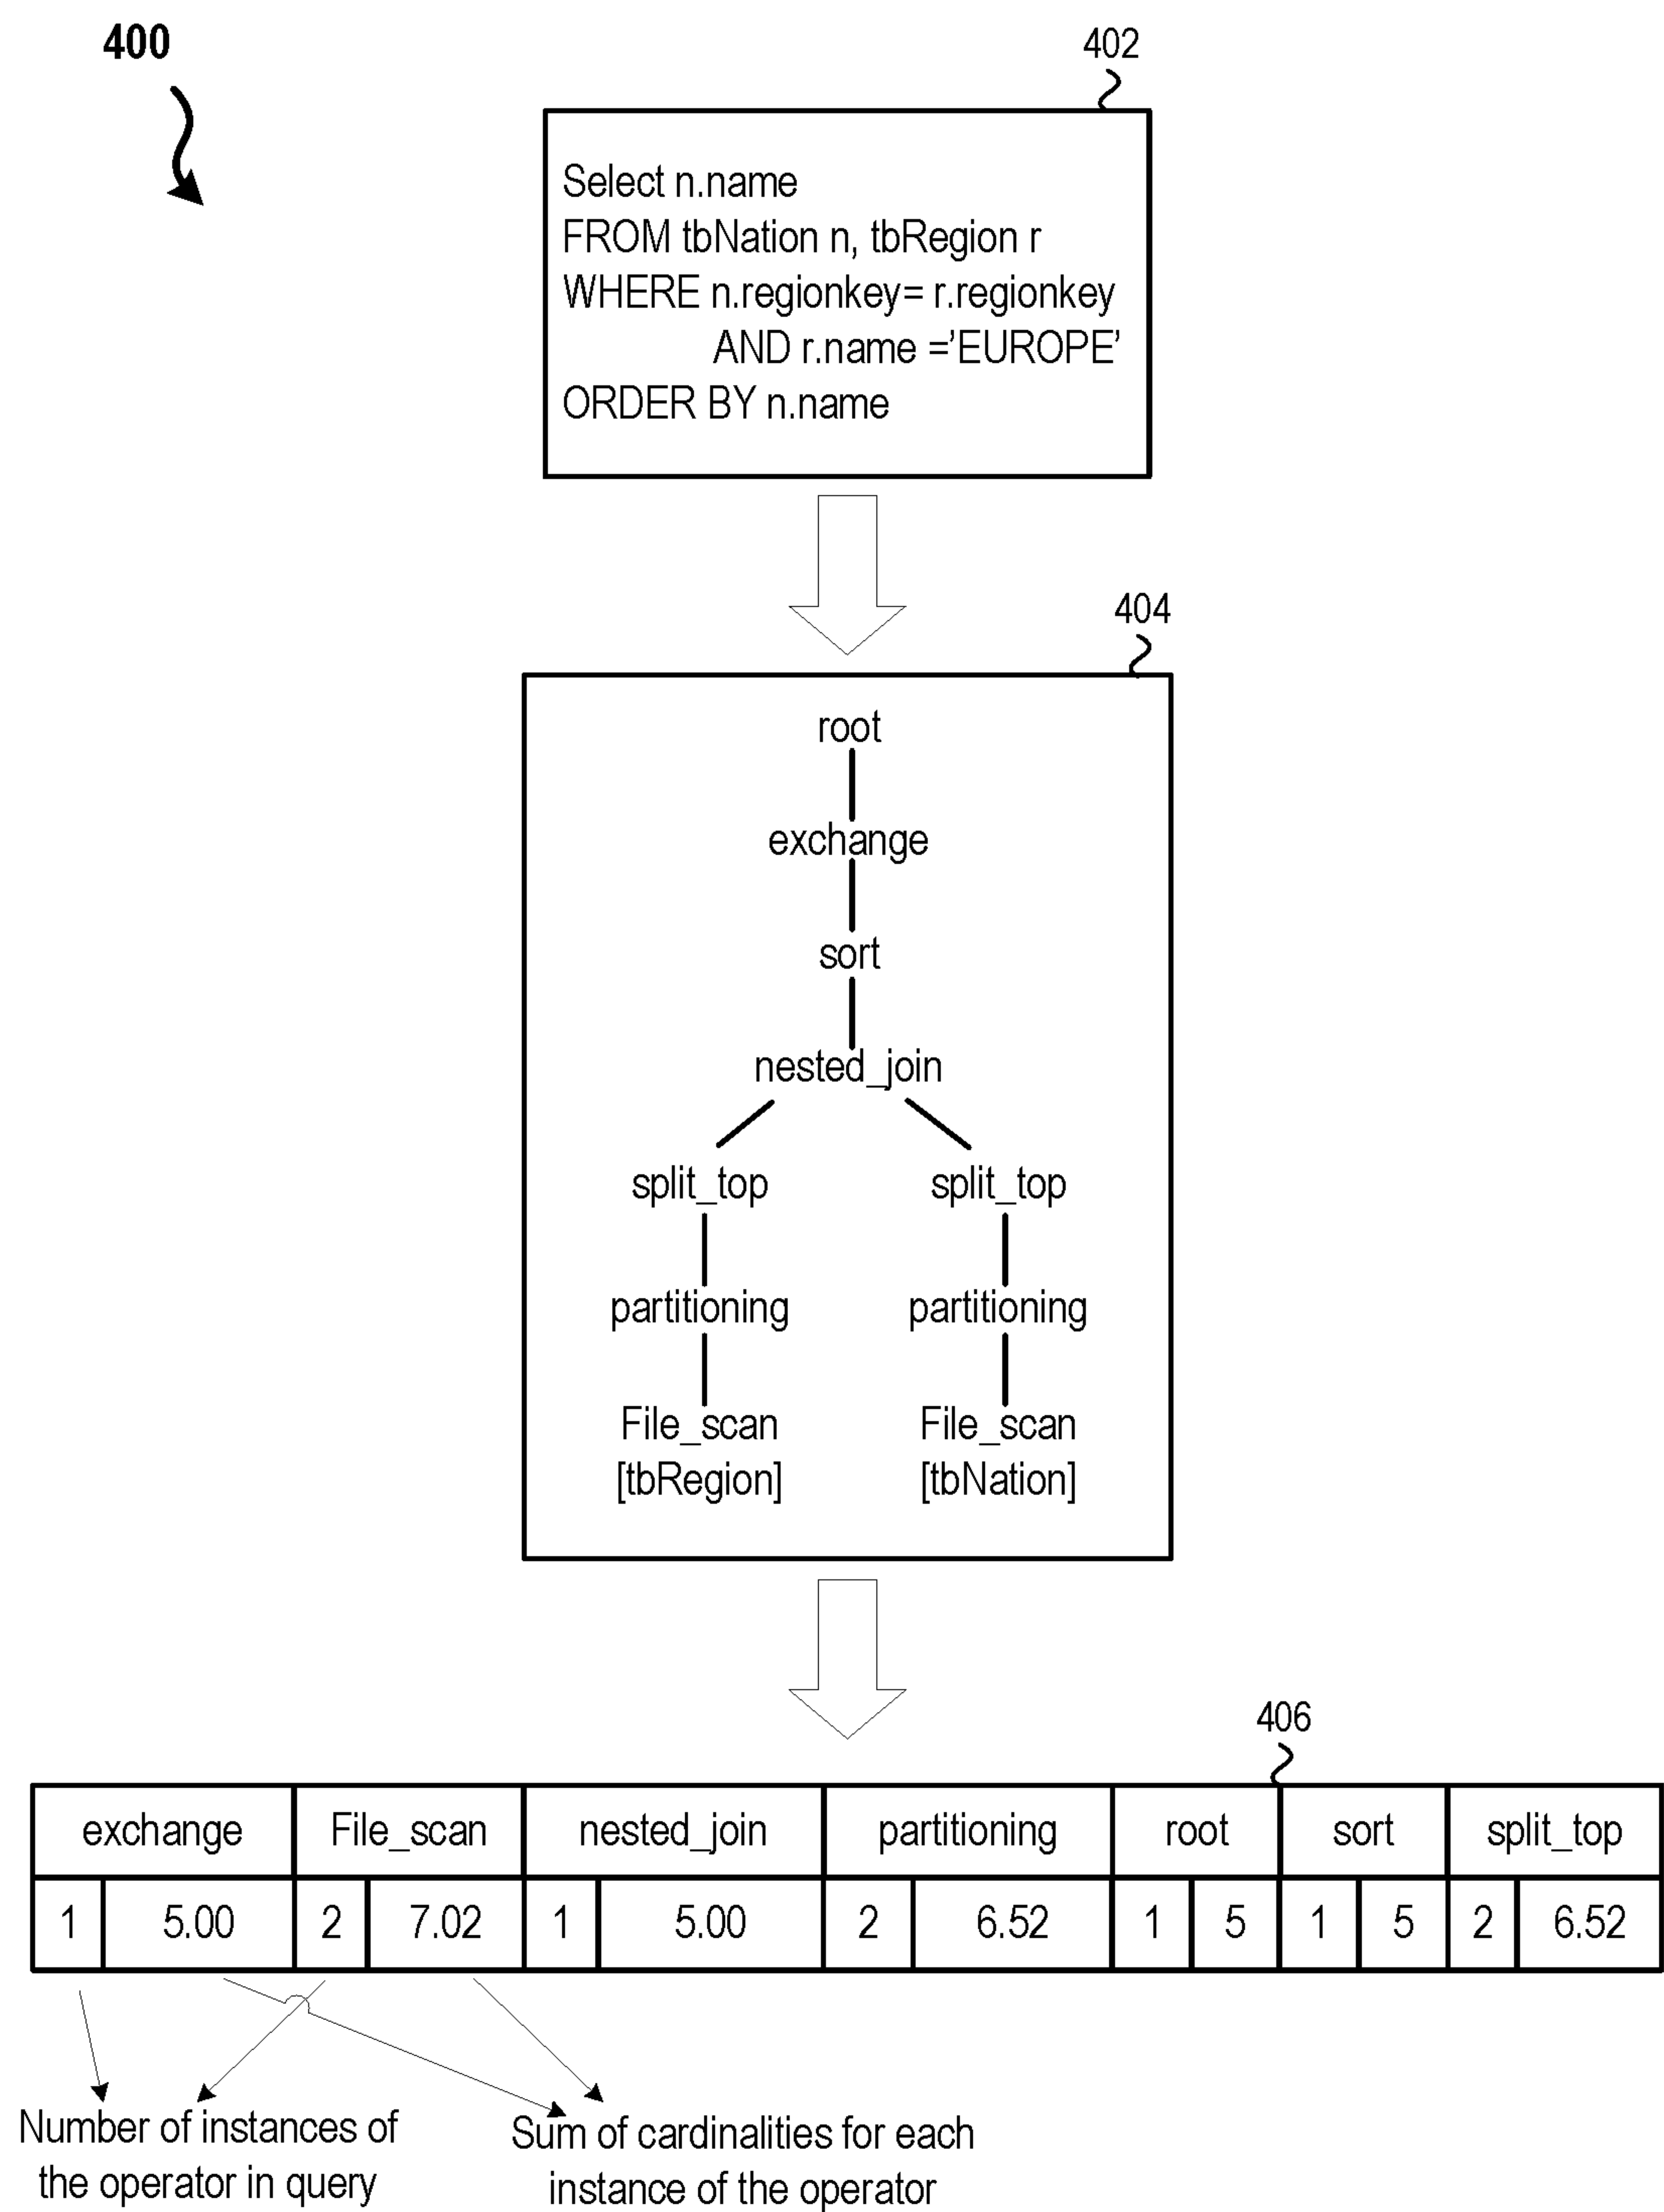 400
402
Select n.name
FROM tbNation n, tbRegion r
WHERE n.regionkey= r.regionkey
AND r.name =’EUROPE’
ORDER BY n.name
404
root
exchange
sort
nested_join
split_top split_top
partitioning partitioning
File_scan File_scan
[tbRegion] [tbNation]
406
exchange File_scan nested_join partitioning root sort split_top
1 5.00 2 7.02 1 5.00 2 6.52 1 5 1 5 2 6.52
Number of instances of
the operator in query
Sum of cardinalities for each
instance of the operator